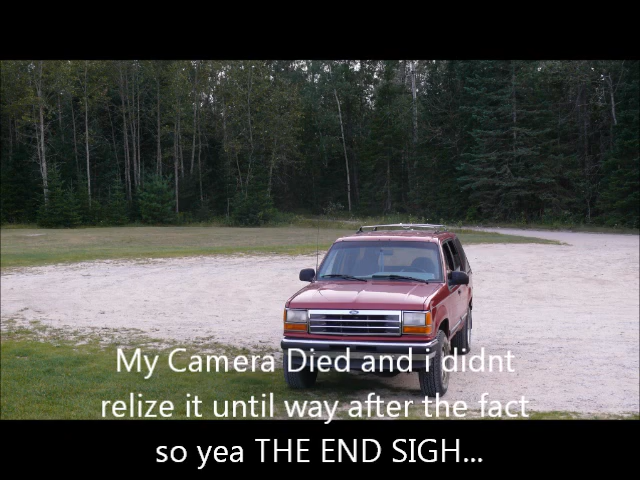 My Camera Died and i didnt
relize it until way after the fact
so yea THE END SIGH...